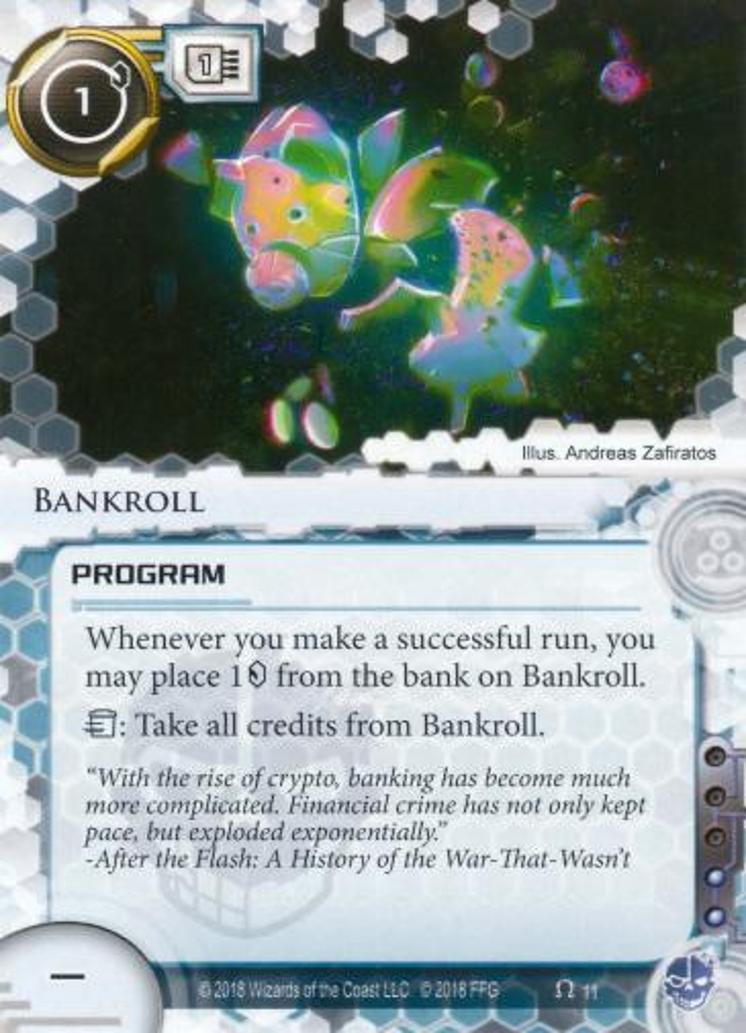 1
1
Illus. Andreas Zafiratos
BANKROLL
PROGRAM
Whenever you make a successful run, you
may place 1 from the bank on Bankroll.
: Take all credits from Bankroll.
“With the rise of crypto, banking has become much
more complicated. Financial crime has not only kept
pace, but exploded exponentially.”
-After the Flash: A History of the War-That-Wasn’t
–
© 2018 Wizards of the Coast LLC. © 2018 FFG
Ω 11